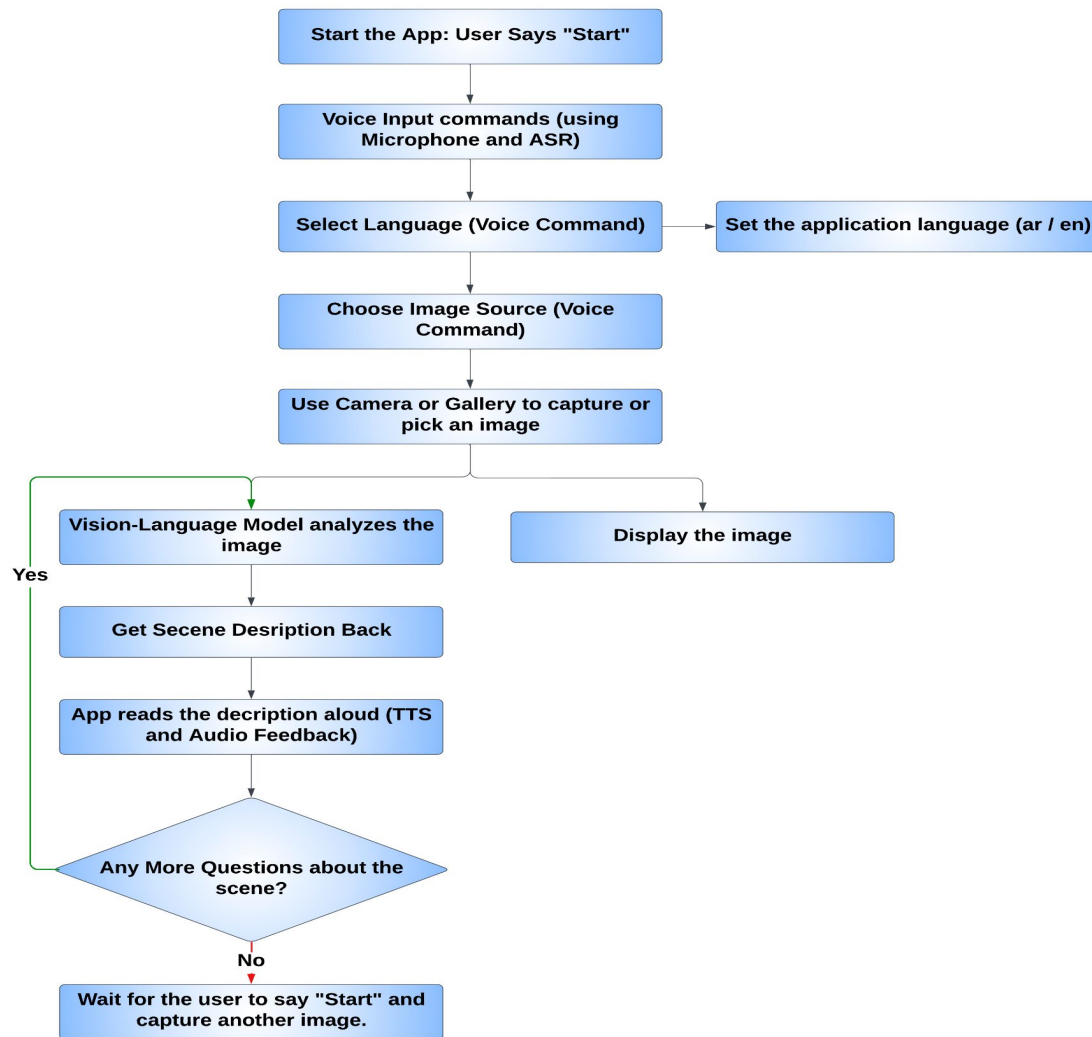 Start the App: User Says "Start"
Voice Input commands (using
Microphone and ASR)
Select Language (Voice Command)
Set the application language (ar / en)
Choose Image Source (Voice
Command)
Use Camera or Gallery to capture or
pick an image
Vision-Language Model analyzes the
image
Display the image
Yes
Get Secene Desription Back
App reads the decription aloud (TTS
and Audio Feedback)
Any More Questions about the
scene?
No
Wait for the user to say "Start" and
capture another image.